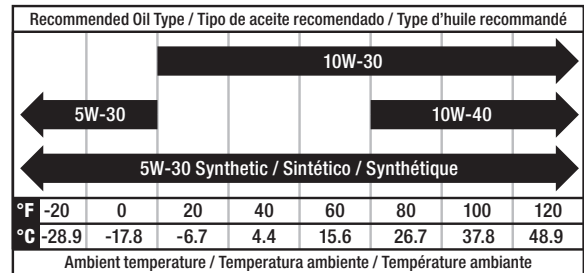 Recommended Oil Type / Tipo de aceite recomendado / Type d'huile recommandé
10W-30
5W-30 10W-40
5W-30 Synthetic / Sintético / Synthétique
°F -20 0 20 40 60 80 100 120
°C -28.9 -17.8 -6.7 4.4 15.6 26.7 37.8 48.9
Ambient temperature / Temperatura ambiente / Température ambiante